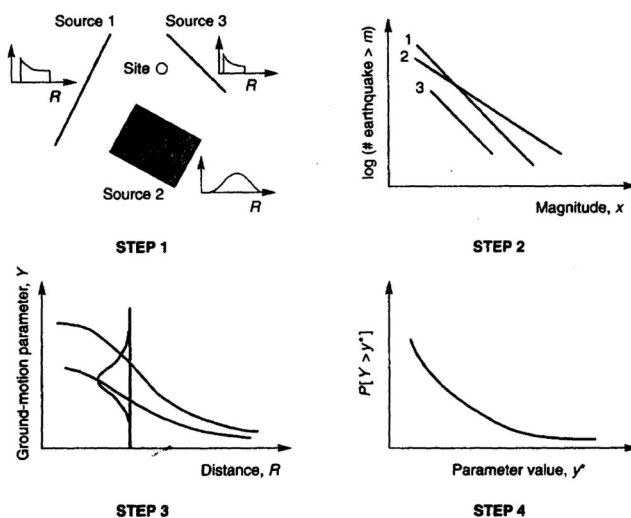 Source 1
Source 3
Site
R
R
Source 2
R
STEP 1
log (# earthquake > m)
1
2
3
Magnitude, x
STEP 2
Ground-motion parameter, Y
Distance, R
STEP 3
P[Y > y*]
Parameter value, y*
STEP 4